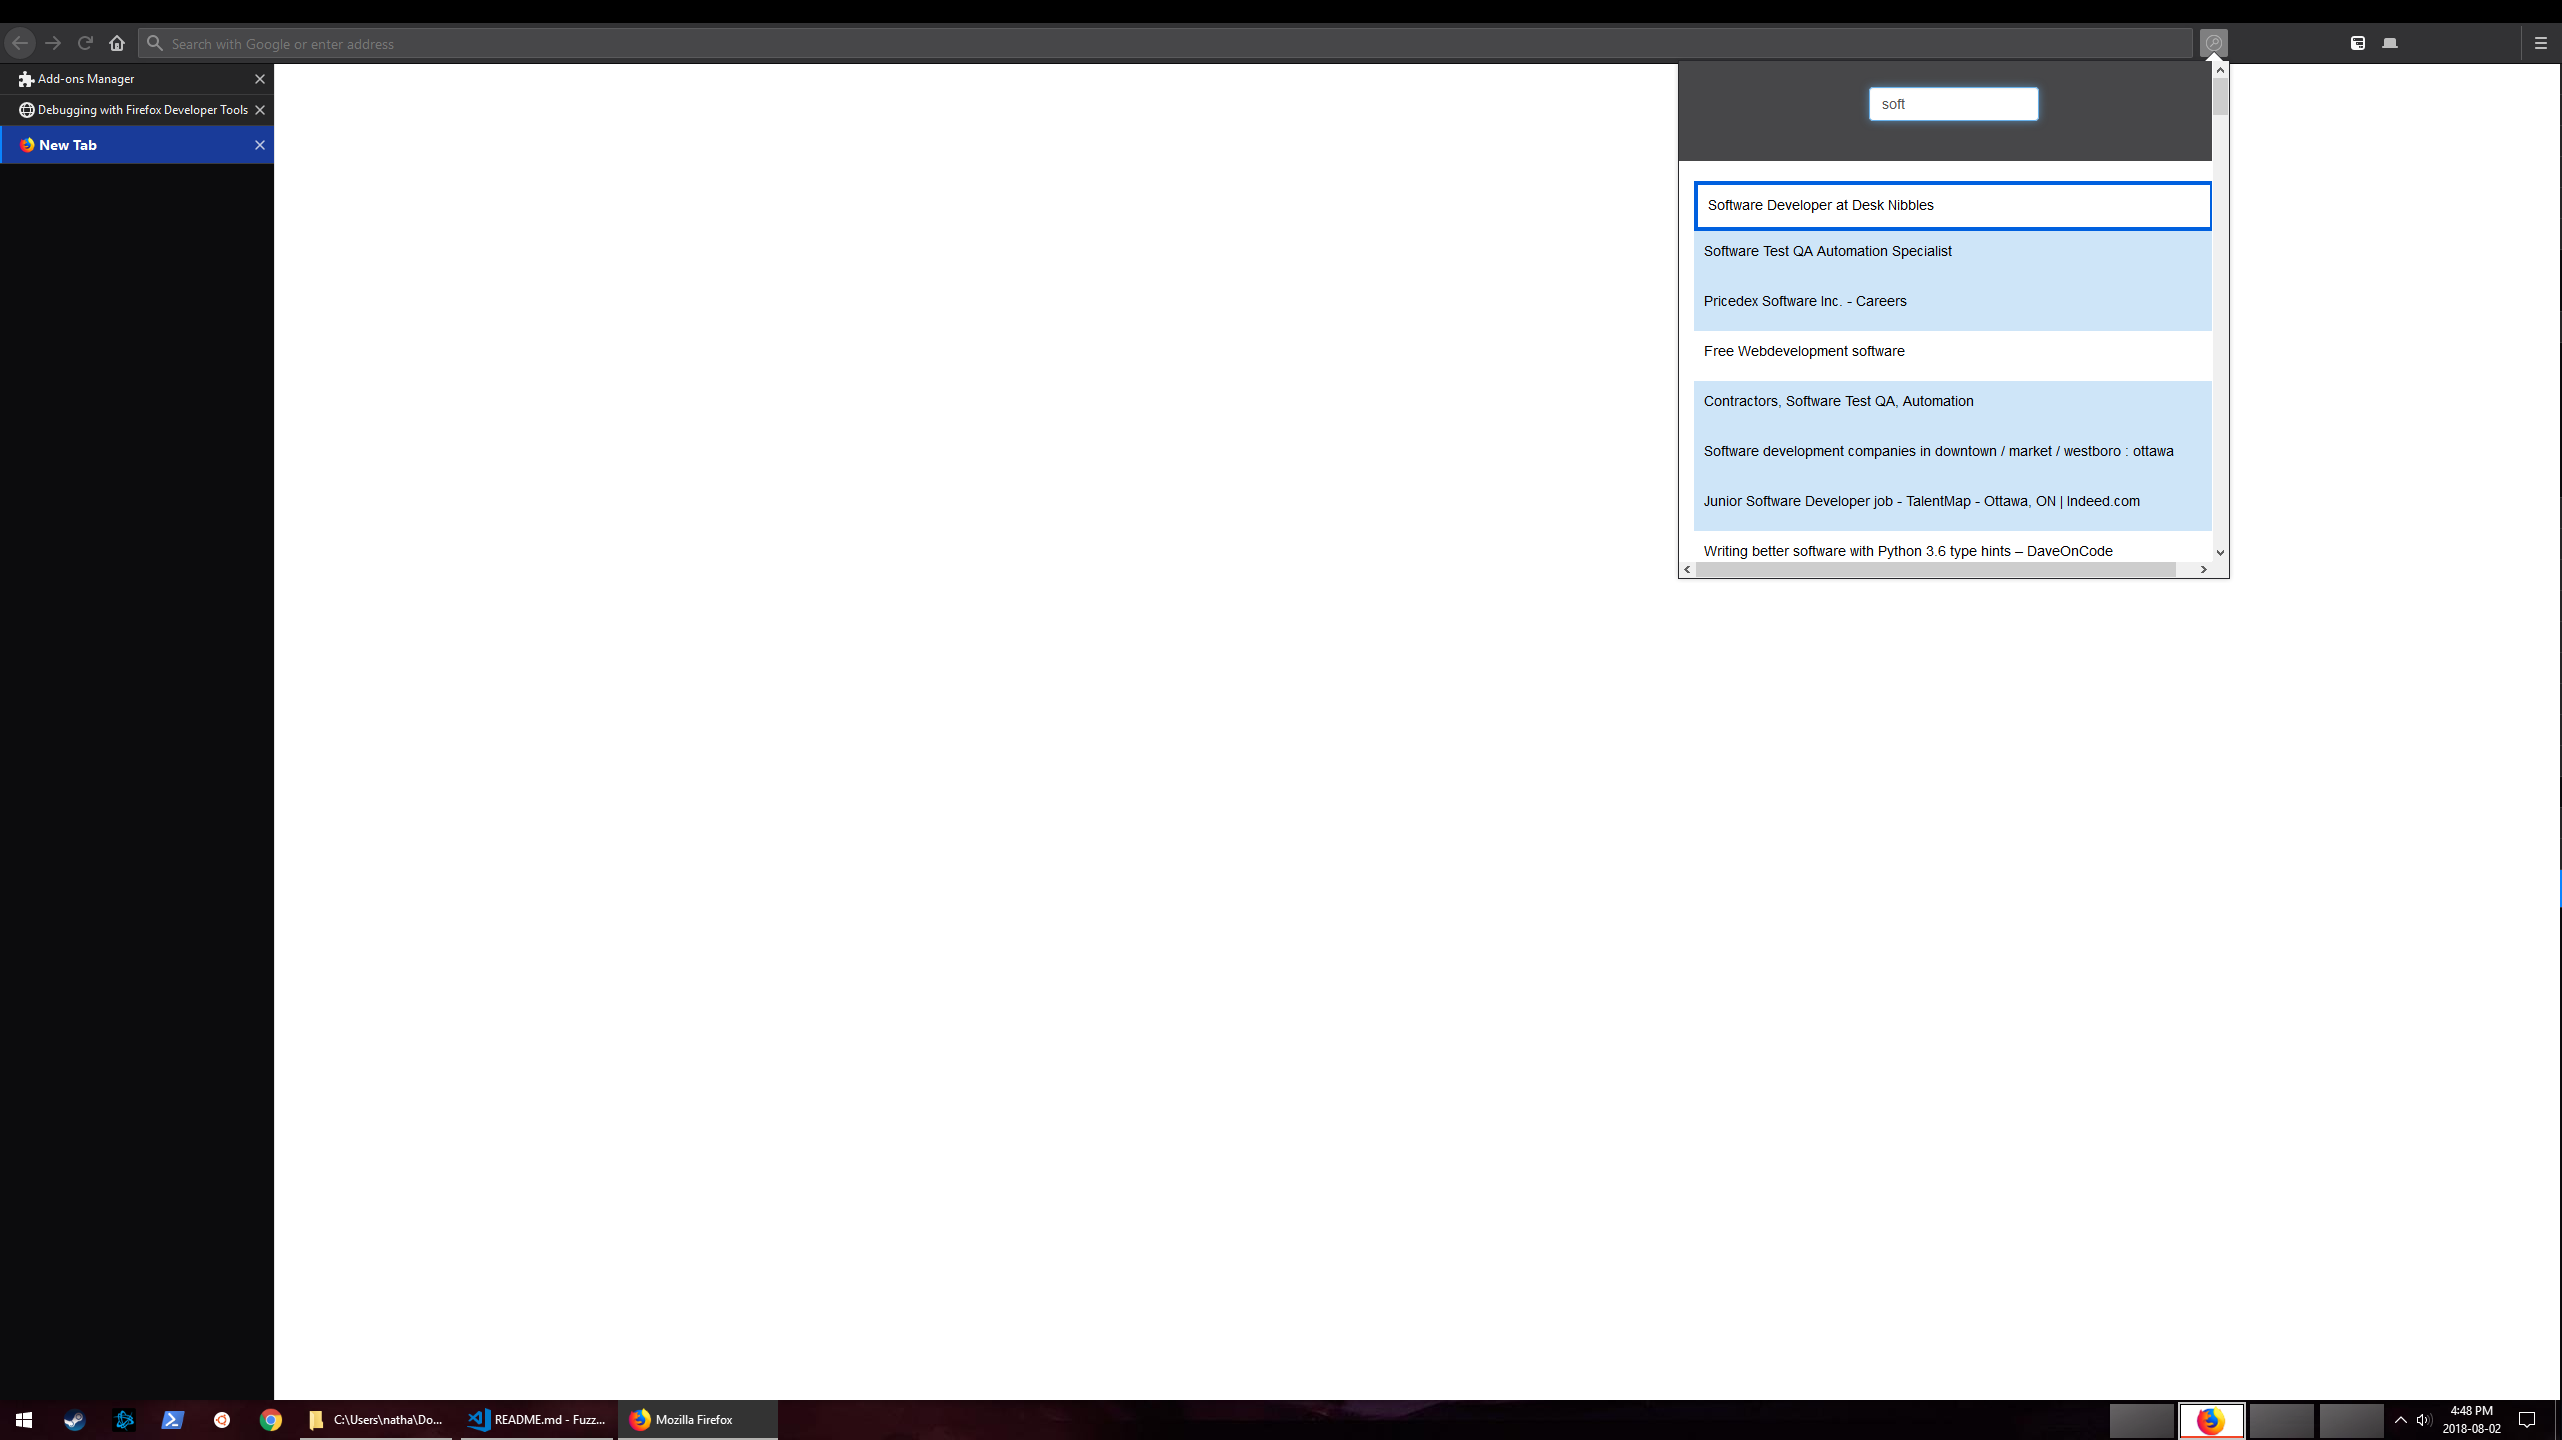 Search with Google or enter address
Add-ons Manager
Debugging with Firefox Developer Tools
New Tab
soft
Software Developer at Desk Nibbles
Software Test QA Automation Specialist
Pricedex Software Inc. - Careers
Free Webdevelopment software
Contractors, Software Test QA, Automation
Software development companies in downtown / market / westboro : ottawa
Junior Software Developer job - TalentMap - Ottawa, ON | Indeed.com
Writing better software with Python 3.6 type hints – DaveOnCode
C:\Users\natha\Do...
README.md - Fuzz...
Mozilla Firefox
4:48 PM
2018-08-02